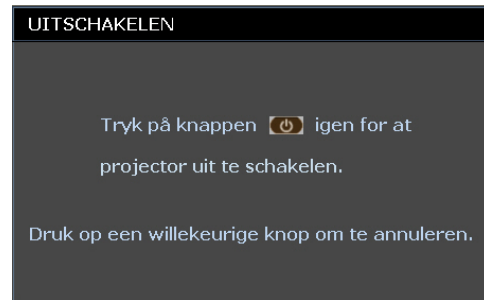 UITSCHAKELEN
Tryk på knappen igen for at
projector uit te schakelen.
Druk op een willekeurige knop om te annuleren.